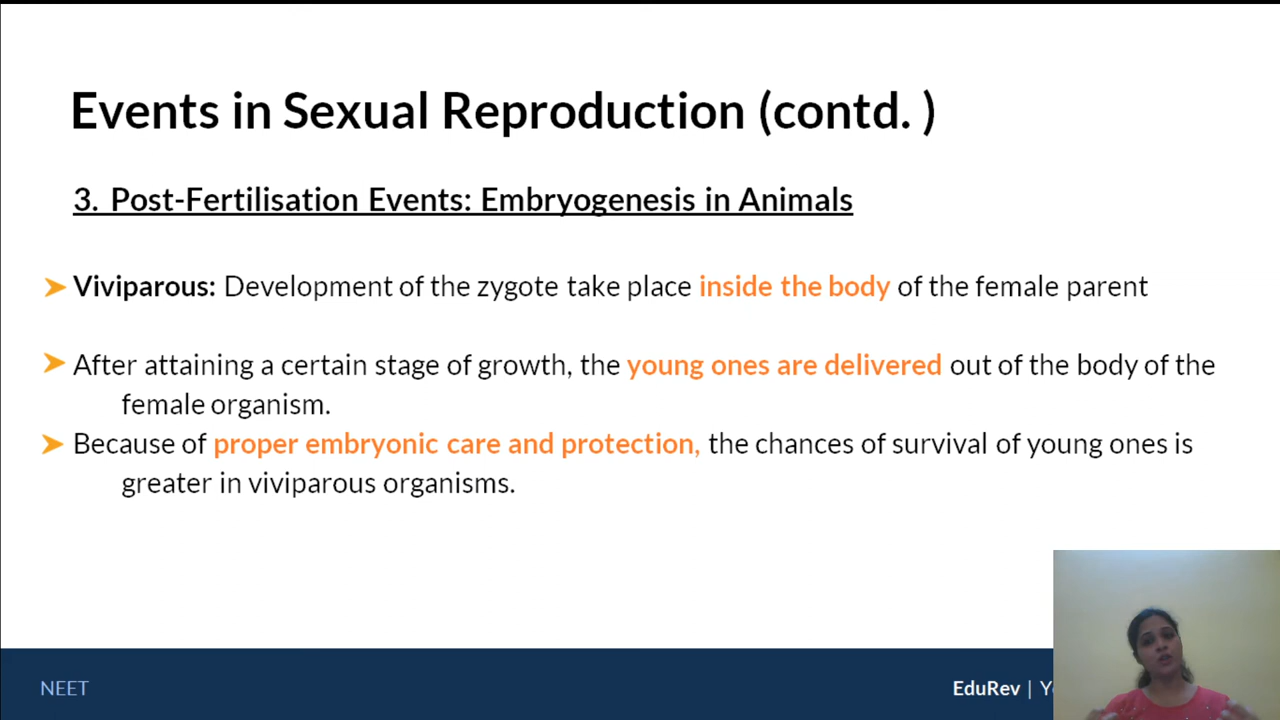 Events in Sexual Reproduction (contd. )
3. Post-Fertilisation Events: Embryogenesis in Animals
Viviparous: Development of the zygote take place inside the body of the female parent
After attaining a certain stage of growth, the young ones are delivered out of the body of the
female organism.
Because of proper embryonic care and protection, the chances of survival of young ones is
greater in viviparous organisms.
NEET
EduRev |